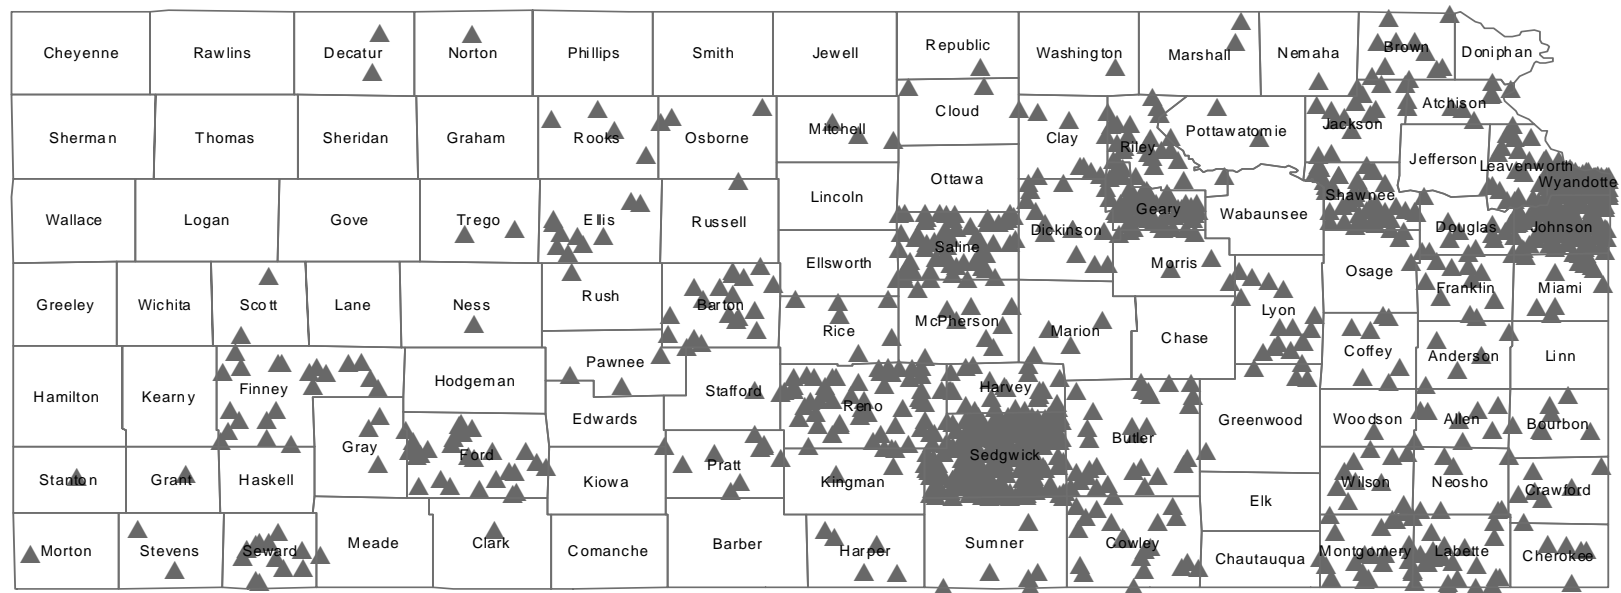 Cheyenne
Rawlins
Decatur
Norton
Phillips
Smith
Jewell
Republic
Washington
Marshall
Nemaha
Brown
Doniphan
Sherman
Thomas
Sheridan
Graham
Rooks
Osborne
Mitchell
Cloud
Clay
Riley
Pottawatomie
Jackson
Atchison
Jefferson
Leavenworth
Wyandotte
Ottawa
Lincoln
Wallace
Logan
Gove
Trego
Ellis
Russell
Saline
Dickinson
Geary
Wabaunsee
Shawnee
Douglas
Johnson
Ellsworth
Morris
Osage
Greeley
Wichita
Scott
Lane
Ness
Rush
Barton
Rice
McPherson
Marion
Chase
Lyon
Franklin
Miami
Pawnee
Coffey
Anderson
Linn
Hamilton
Kearny
Finney
Hodgeman
Stafford
Reno
Harvey
Edwards
Greenwood
Woodson
Allen
Bourbon
Gray
Ford
Pratt
Sedgwick
Butler
Stanton
Grant
Haskell
Kiowa
Kingman
Elk
Wilson
Neosho
Crawford
Morton
Stevens
Seward
Meade
Clark
Comanche
Barber
Harper
Sumner
Cowley
Chautauqua
Montgomery
Labette
Cherokee